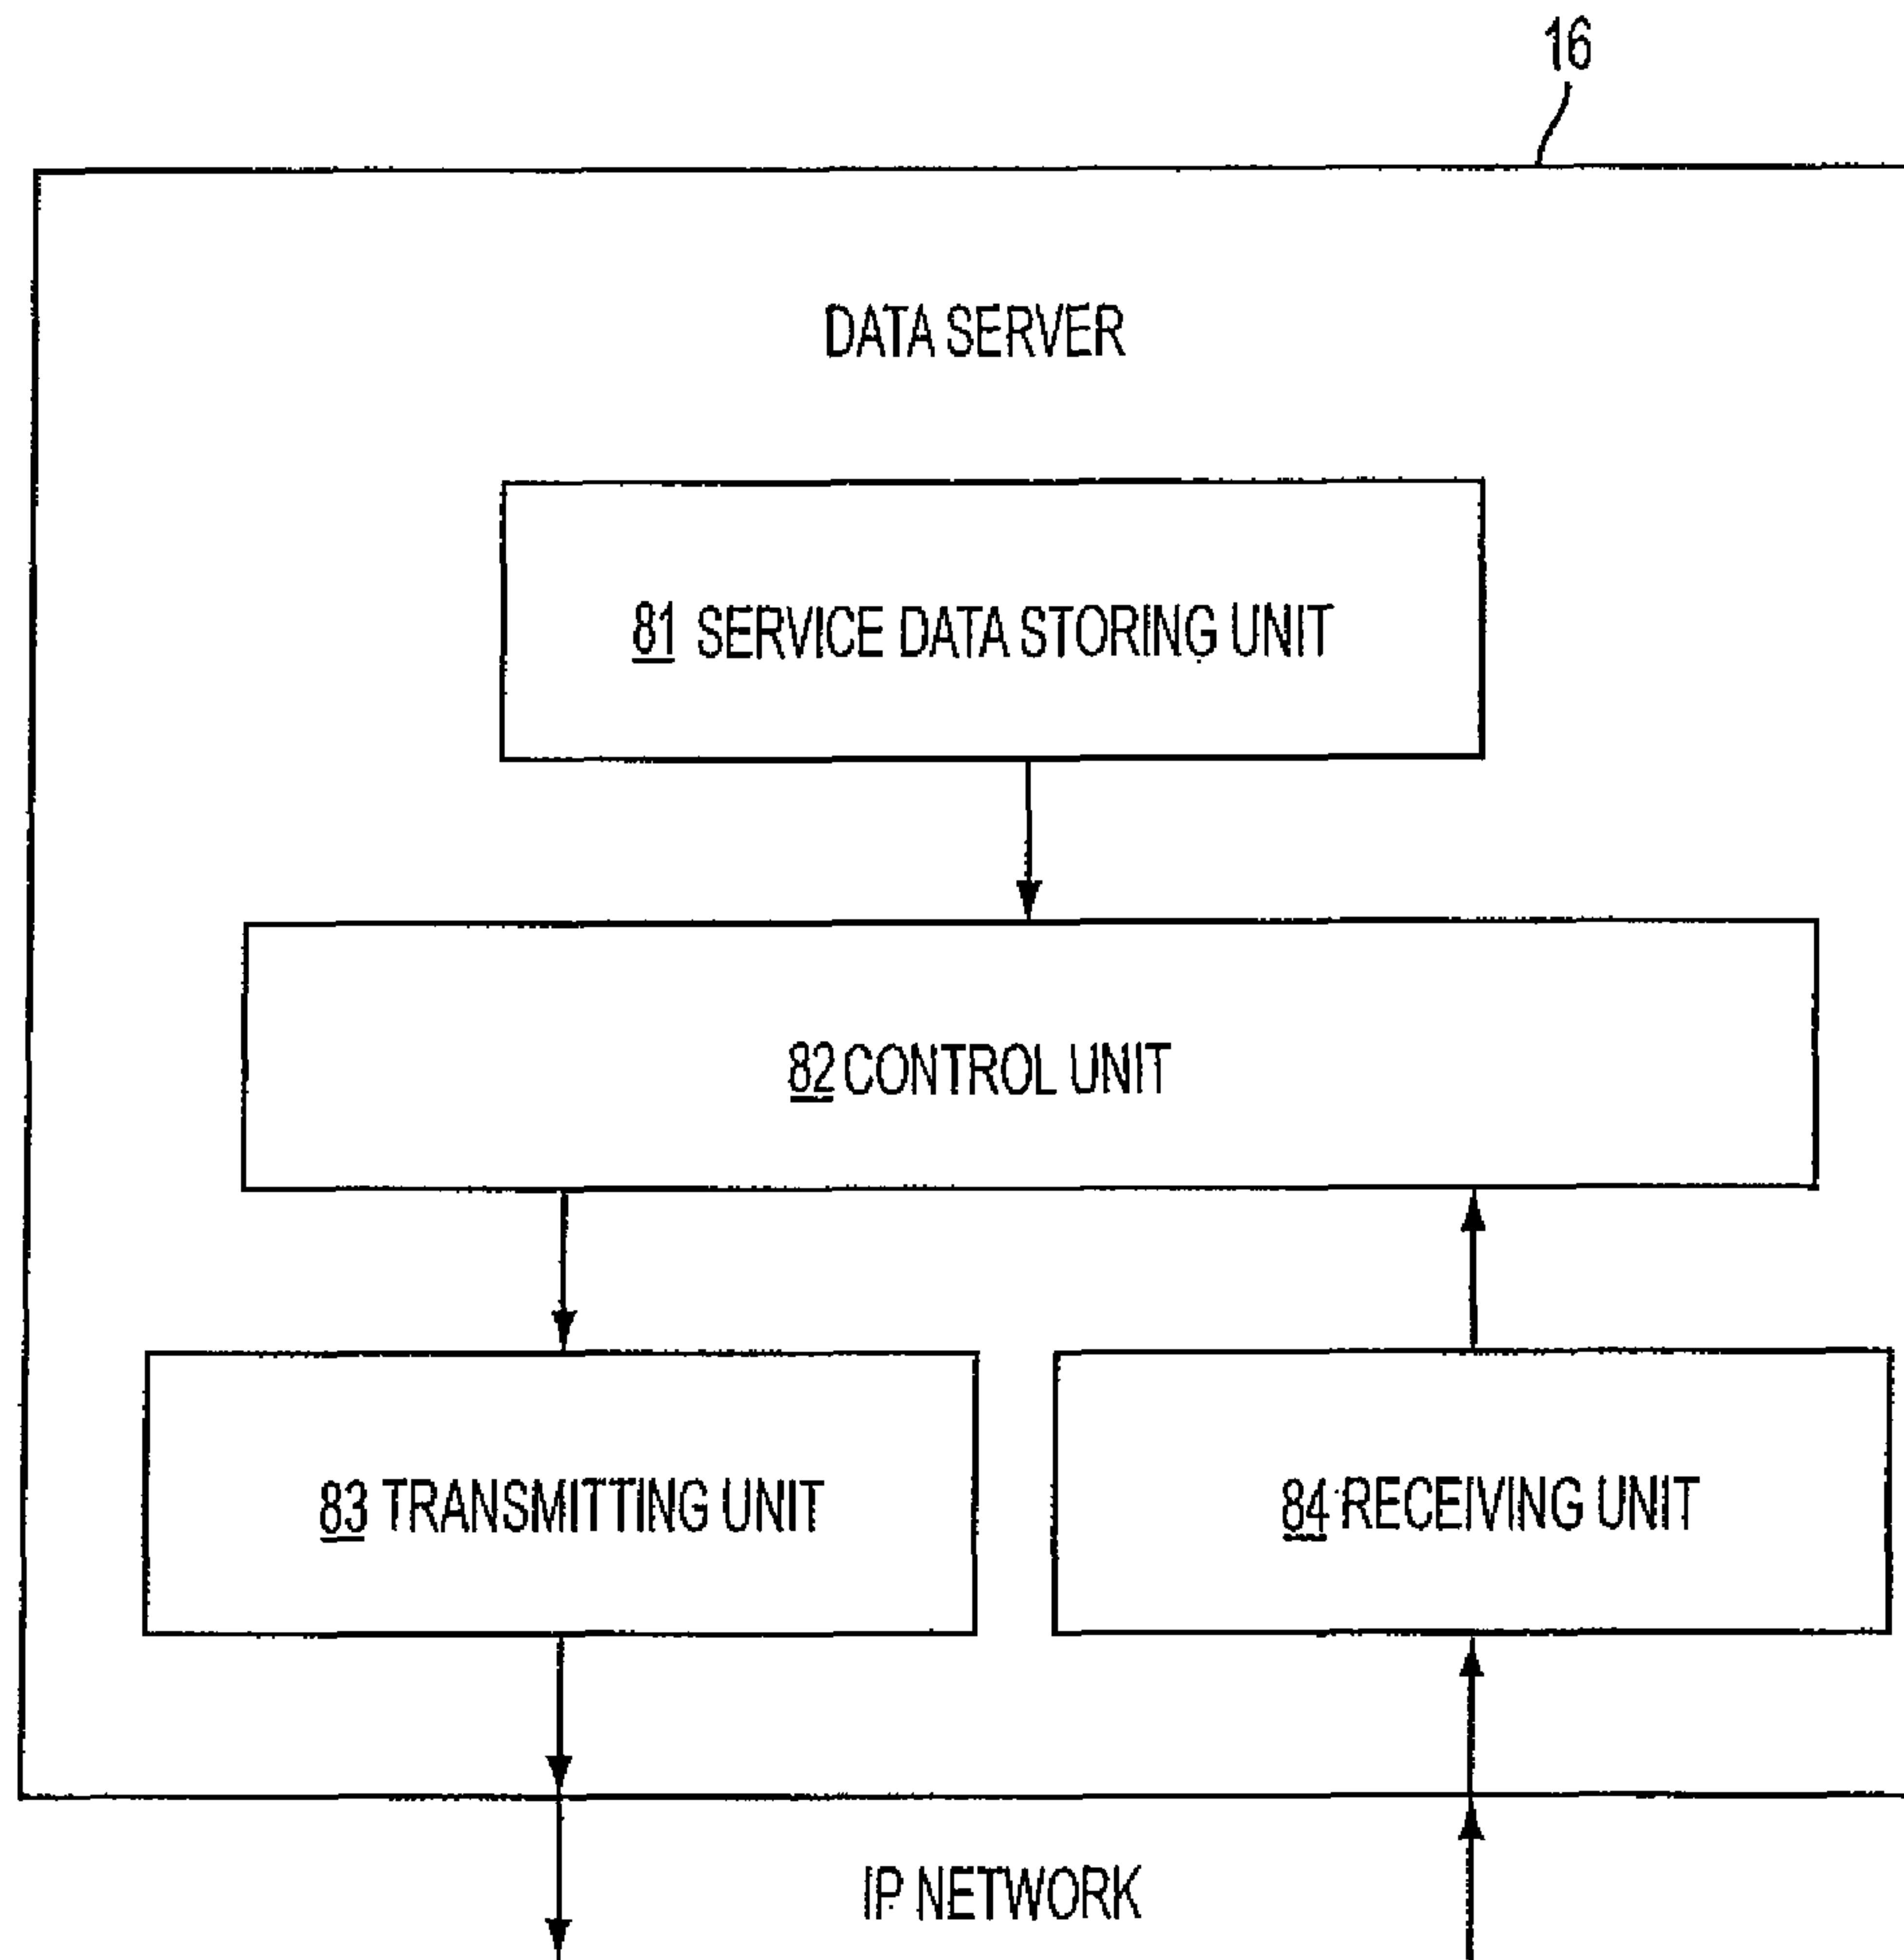 16
DATA SERVER
81 SERVICE DATA STORING UNIT
82 CONTROL UNIT
83 TRANSMITTING UNIT
84 RECEIVING UNIT
IP NETWORK